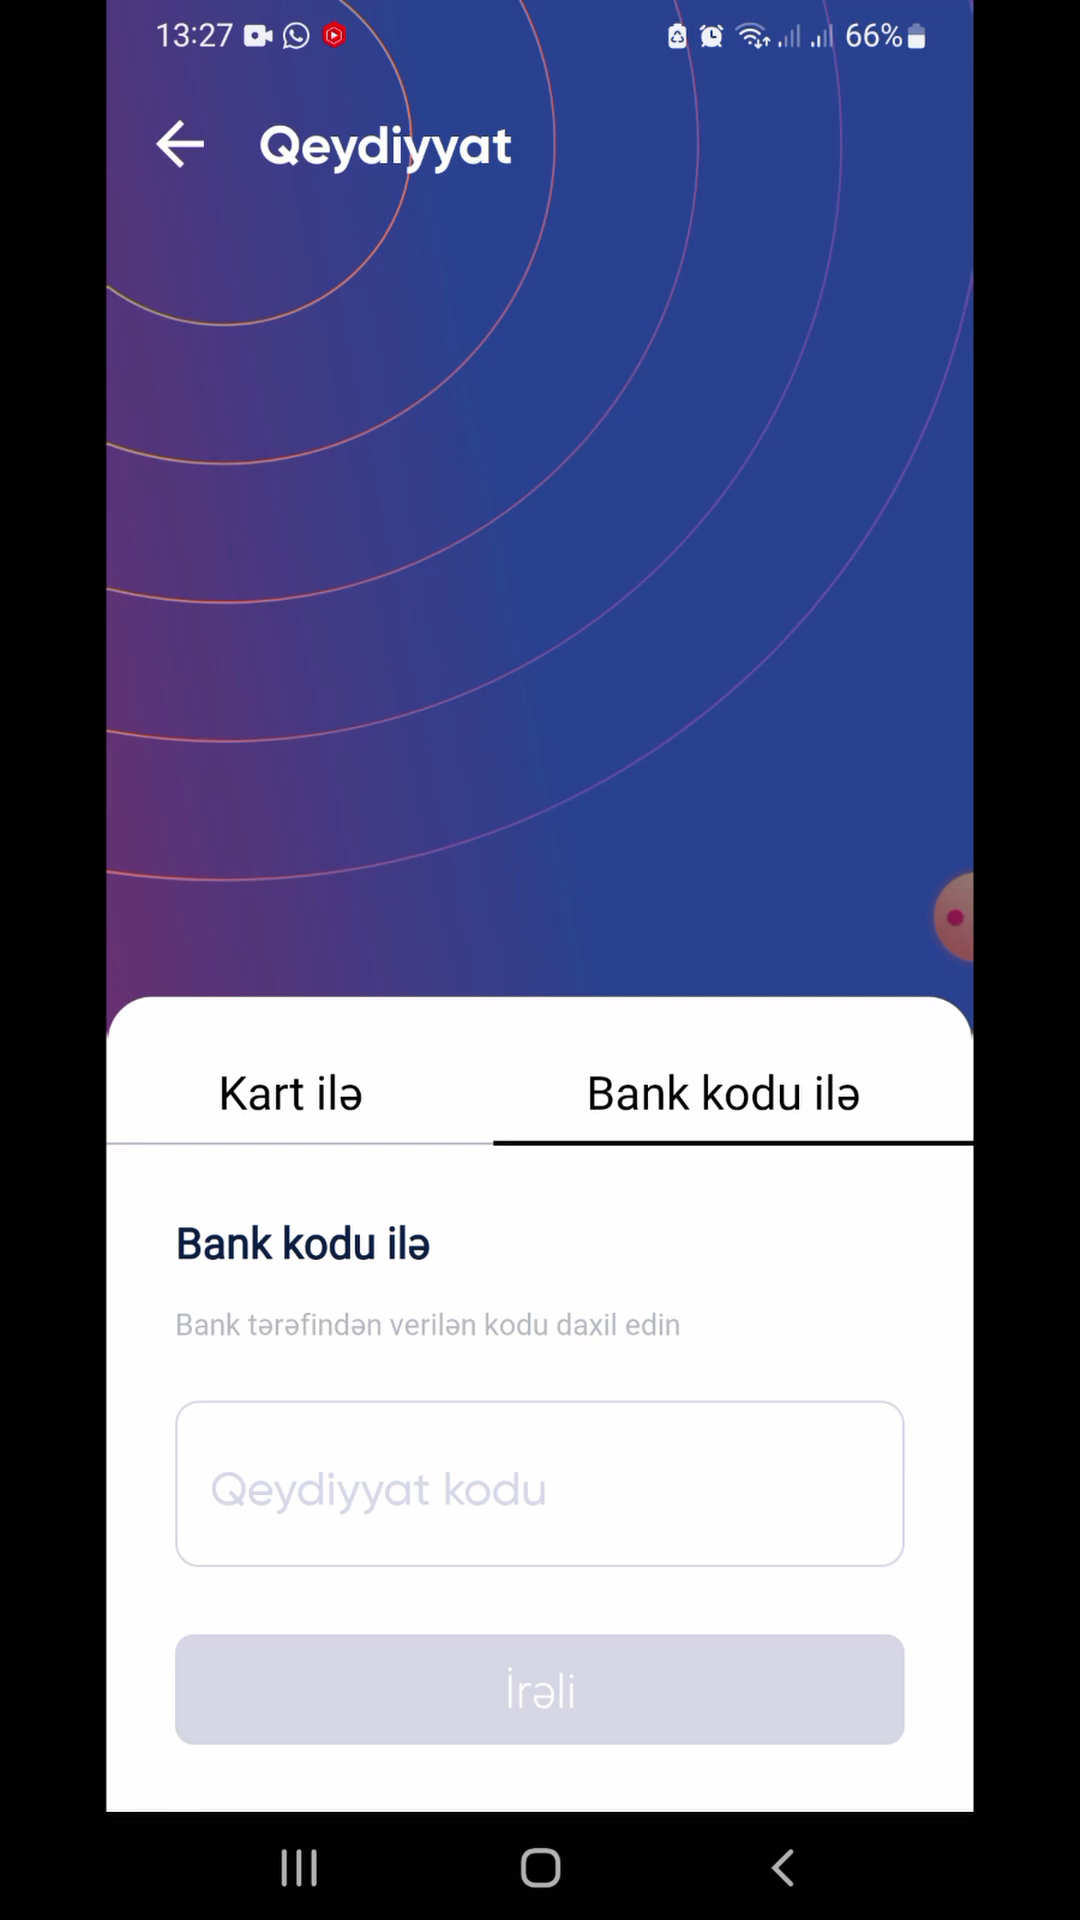 13:27 66%
Qeydiyyat
Kart ilə Bank kodu ilə
Bank kodu ilə
Bank tərəfindən verilən kodu daxil edin
Qeydiyyat kodu
İrəli